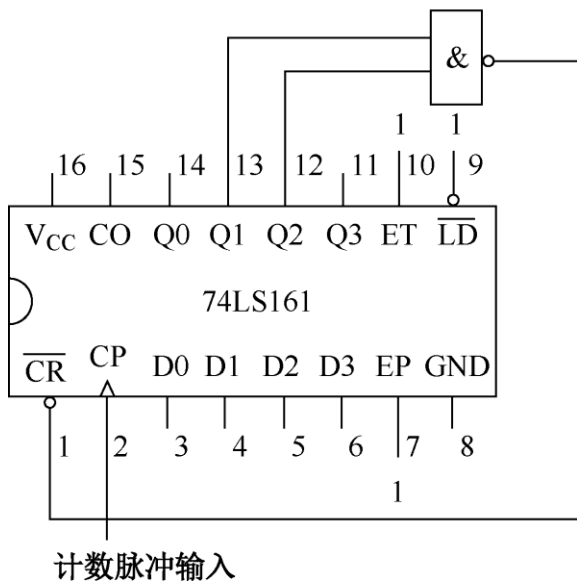 &
1 1
16 15 14 13 12 11 10 9
VCC CO Q0 Q1 Q2 Q3 ET L̅D̅
74LS161
C̅R̅ CP D0 D1 D2 D3 EP GND
1 2 3 4 5 6 7 8
1
计数脉冲输入